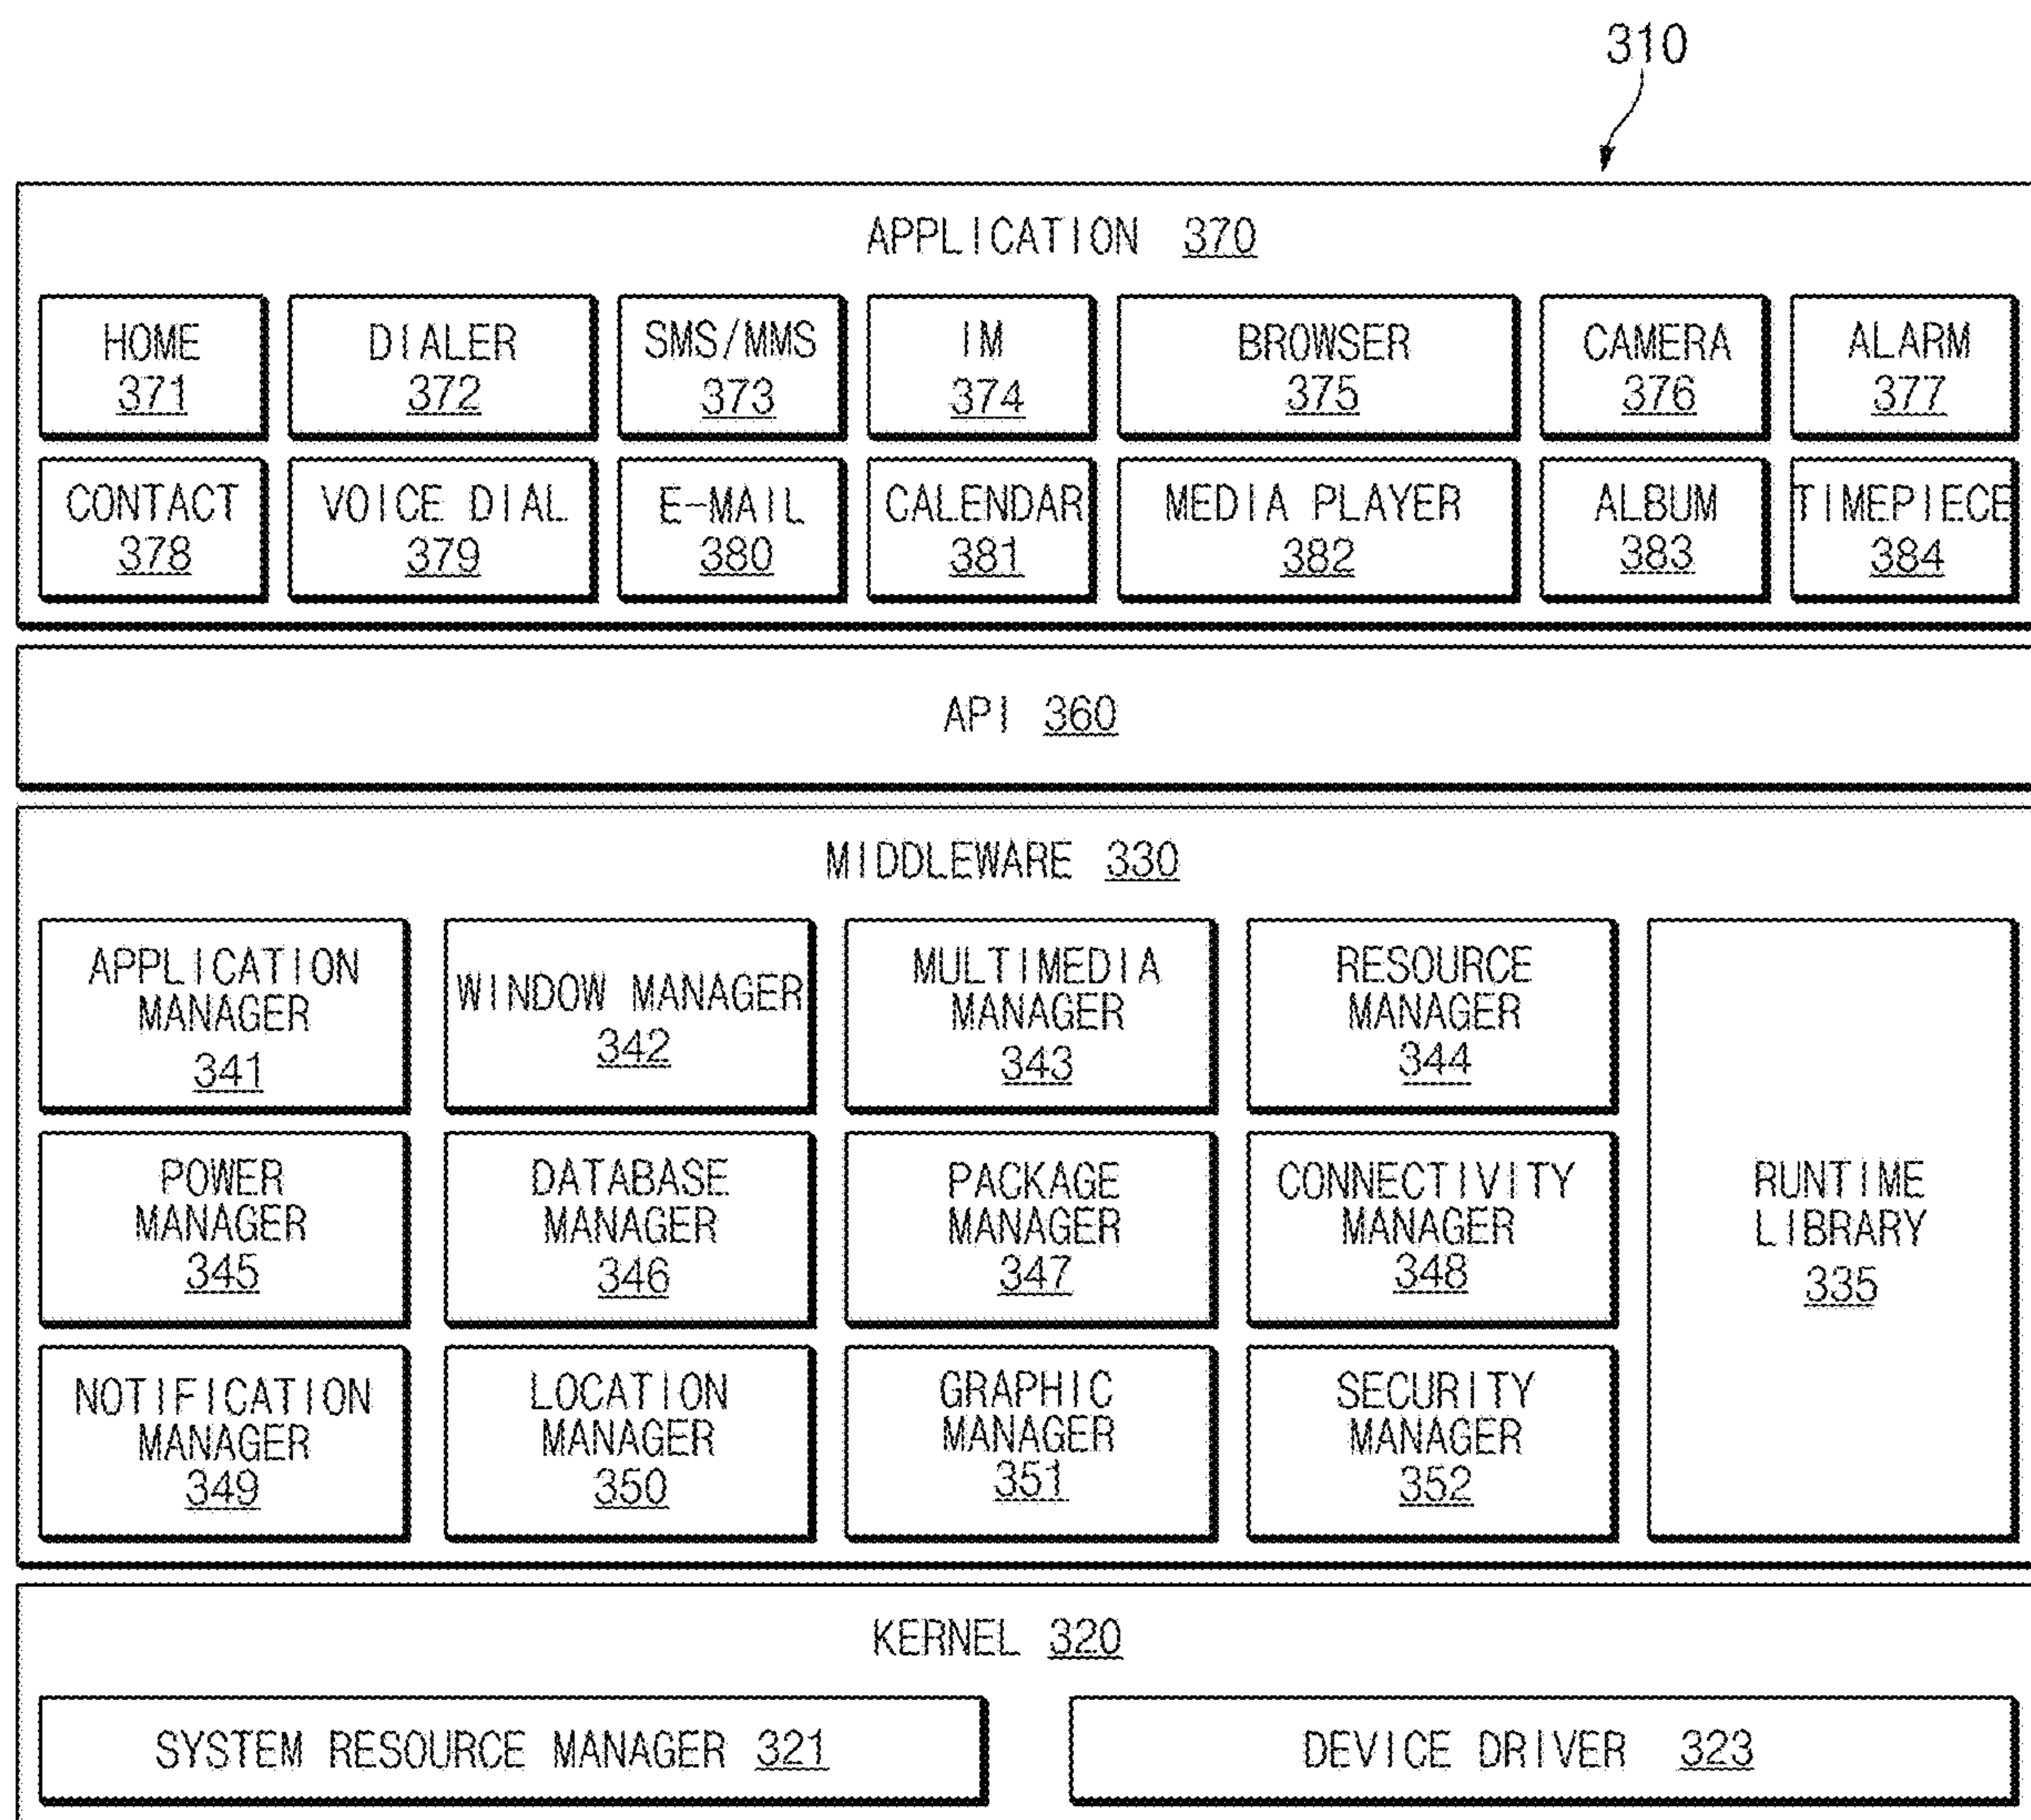 310
APPLICATION 370
HOME
371
DIALER
372
SMS/MMS
373
IM
374
BROWSER
375
CAMERA
376
ALARM
377
CONTACT
378
VOICE DIAL
379
E-MAIL
380
CALENDAR
381
MEDIA PLAYER
382
ALBUM
383
TIMEPIECE
384
API 360
MIDDLEWARE 330
APPLICATION
MANAGER
341
WINDOW MANAGER
342
MULTIMEDIA
MANAGER
343
RESOURCE
MANAGER
344
POWER
MANAGER
345
DATABASE
MANAGER
346
PACKAGE
MANAGER
347
CONNECTIVITY
MANAGER
348
NOTIFICATION
MANAGER
349
LOCATION
MANAGER
350
GRAPHIC
MANAGER
351
SECURITY
MANAGER
352
RUNTIME
LIBRARY
335
KERNEL 320
SYSTEM RESOURCE MANAGER 321
DEVICE DRIVER 323